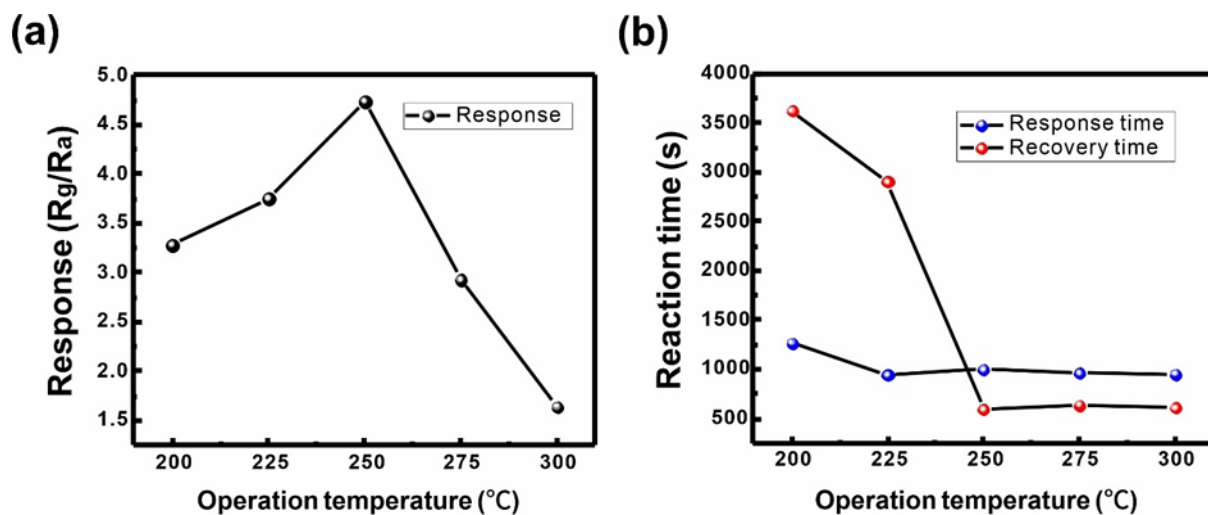 (a)
Response (Rg/Ra)
5.0
4.5
4.0
3.5
3.0
2.5
2.0
1.5
Response
200 225 250 275 300
Operation temperature (°C)
(b)
Reaction time (s)
4000
3500
3000
2500
2000
1500
1000
500
Response time
Recovery time
200 225 250 275 300
Operation temperature (°C)